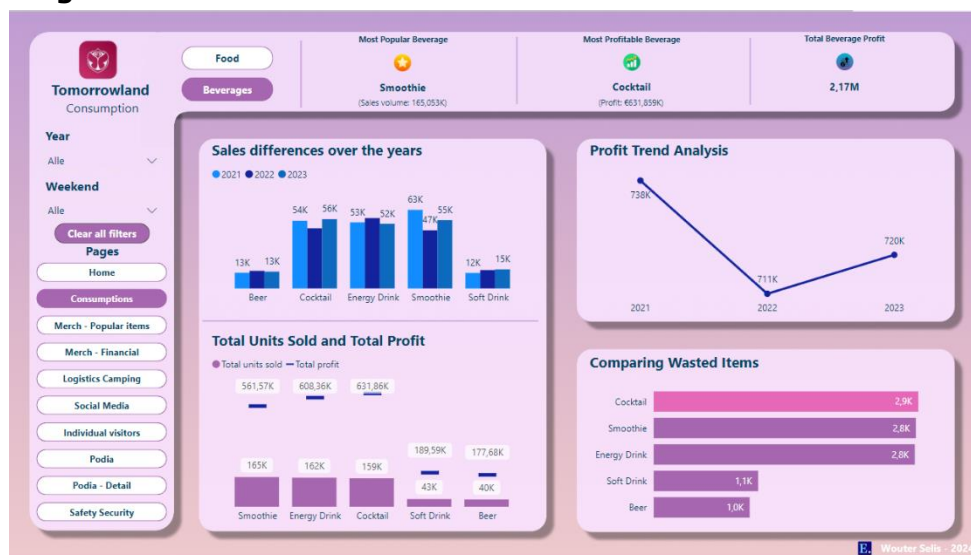 Tomorrowland
Consumption
Food
Beverages
Most Popular Beverage
Smoothie
(Sales volume: 165,053K)
Most Profitable Beverage
Cocktail
(Profit: €631,859K)
Total Beverage Profit
2,17M
Year
Alle
Weekend
Alle
Clear all filters
Pages
Home
Consumptions
Merch - Popular items
Merch - Financial
Logistics Camping
Social Media
Individual visitors
Podia
Podia - Detail
Safety Security
Sales differences over the years
2021 2022 2023
63K
54K 56K 53K 52K 47K 55K
13K 13K 12K 15K
Beer Cocktail Energy Drink Smoothie Soft Drink
Total Units Sold and Total Profit
Total units sold Total profit
561,57K 608,36K 631,86K
189,59K 177,68K
165K 162K 159K
43K 40K
Smoothie Energy Drink Cocktail Soft Drink Beer
Profit Trend Analysis
738K
720K
711K
2021 2022 2023
Comparing Wasted Items
Cocktail 2,9K
Smoothie 2,8K
Energy Drink 2,8K
Soft Drink 1,1K
Beer 1,0K
E. Wouter Selis - 2024